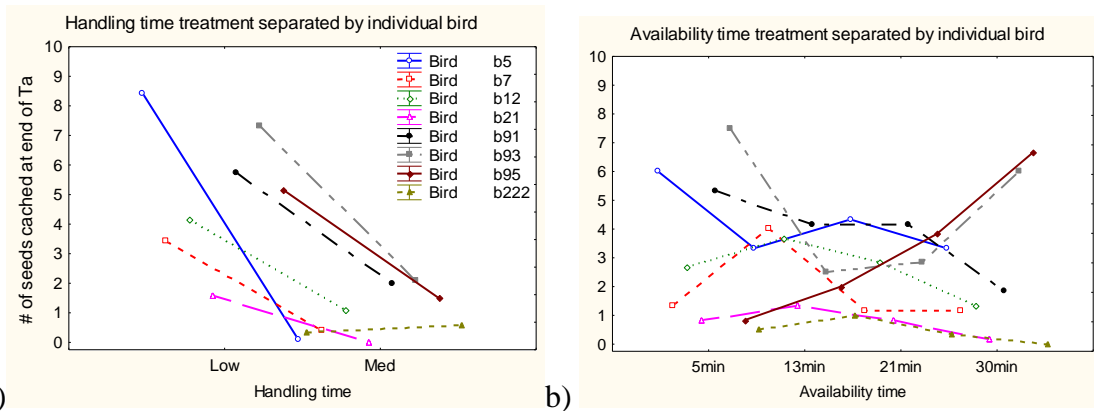 Handling time treatment separated by individual bird
# of seeds cached at end of Ta
10
9
8
7
6
5
4
3
2
1
0
Bird b5
Bird b7
Bird b12
Bird b21
Bird b91
Bird b93
Bird b95
Bird b222
Low Med
Handling time
)
b)
Availability time treatment separated by individual bird
10
9
8
7
6
5
4
3
2
1
0
5min 13min 21min 30min
Availability time